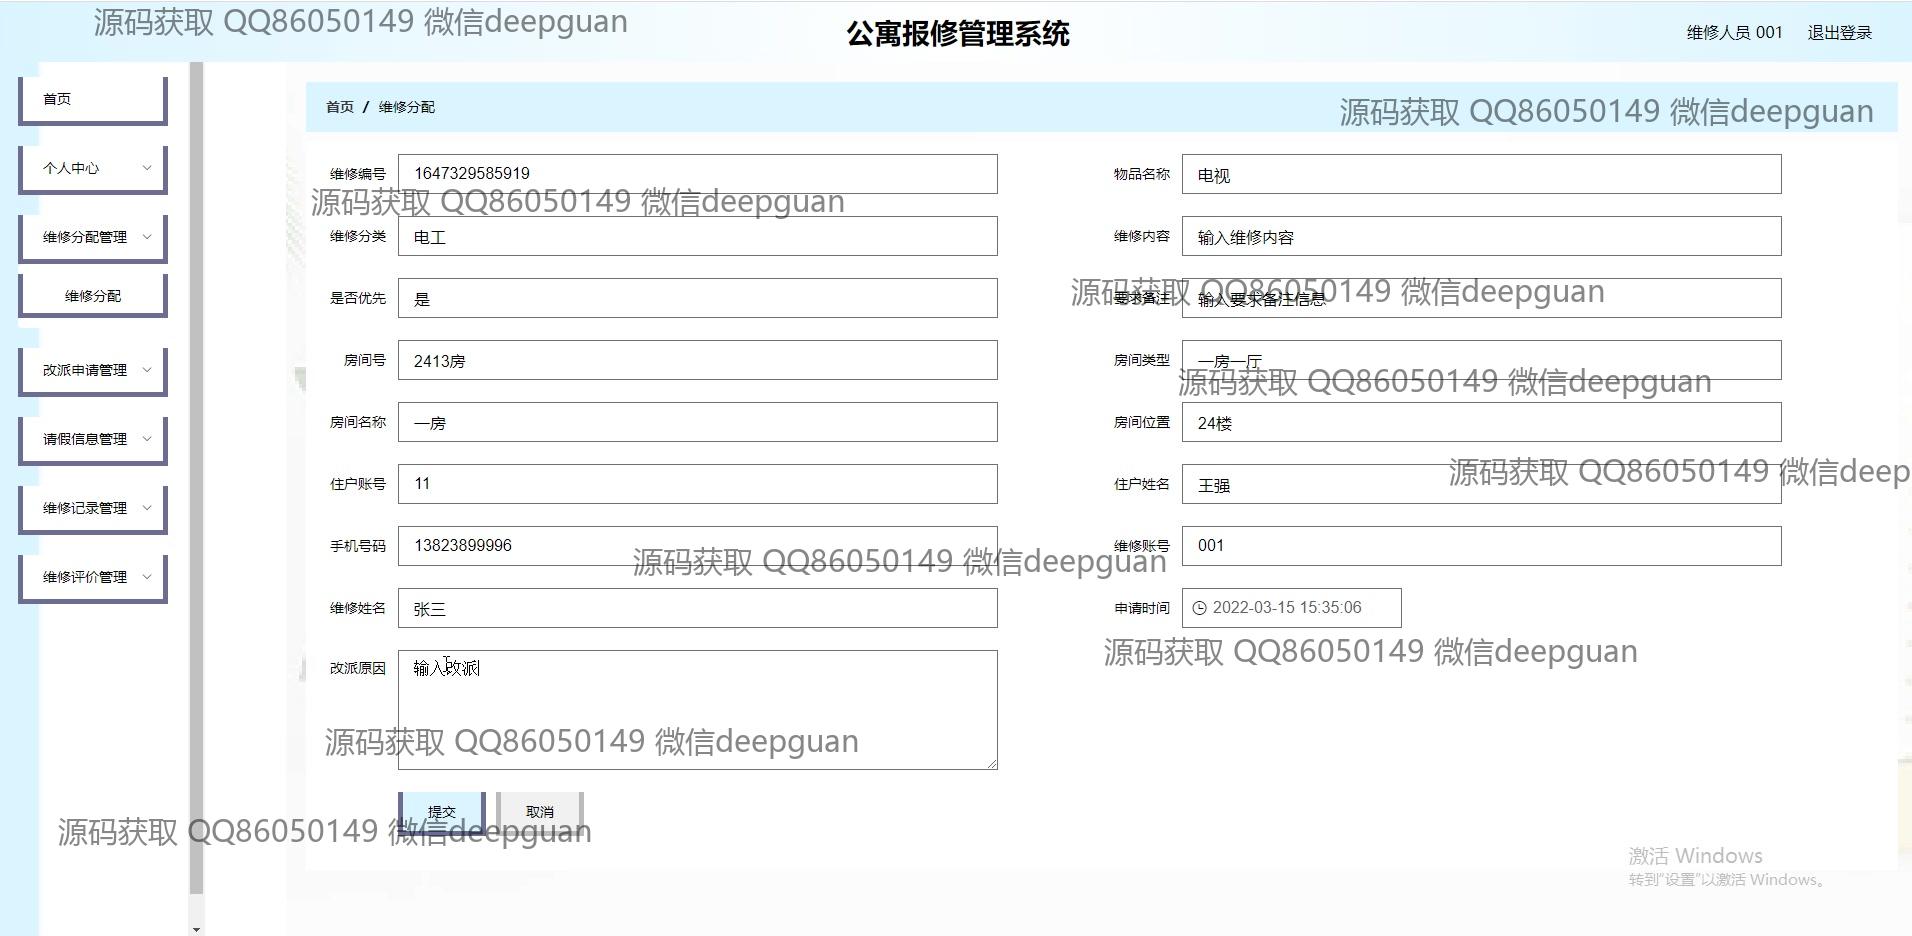 源码获取 QQ86050149 微信deepguan
公寓报修管理系统
维修人员 001 退出登录
首页
个人中心
维修分配管理
维修分配
改派申请管理
请假信息管理
维修记录管理
维修评价管理
首页 / 维修分配
源码获取 QQ86050149 微信deepguan
维修编号 1647329585919
物品名称 电视
源码获取 QQ86050149 微信deepguan
维修分类 电工
维修内容 输入维修内容
是否优先 是
要求备注 输入要求备注信息
源码获取 QQ86050149 微信deepguan
房间号 2413房
房间类型 一房一厅
源码获取 QQ86050149 微信deepguan
房间名称 一房
房间位置 24楼
源码获取 QQ86050149 微信deep
住户账号 11
住户姓名 王强
手机号码 13823899996
维修账号 001
源码获取 QQ86050149 微信deepguan
维修姓名 张三
申请时间 2022-03-15 15:35:06
源码获取 QQ86050149 微信deepguan
改派原因 输入改派
源码获取 QQ86050149 微信deepguan
提交 取消
源码获取 QQ86050149 微信deepguan
激活 Windows
转到“设置”以激活 Windows。